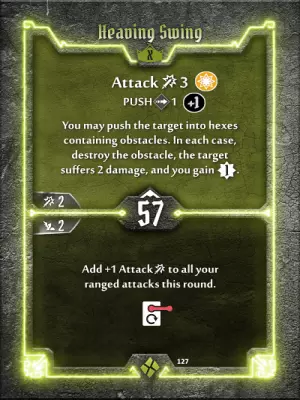 Heaving Swing
X
Attack 3
PUSH 1 +1
You may push the target into hexes
containing obstacles. In each case,
destroy the obstacle, the target
suffers 2 damage, and you gain 1.
2
57
2
Add +1 Attack to all your
ranged attacks this round.
127